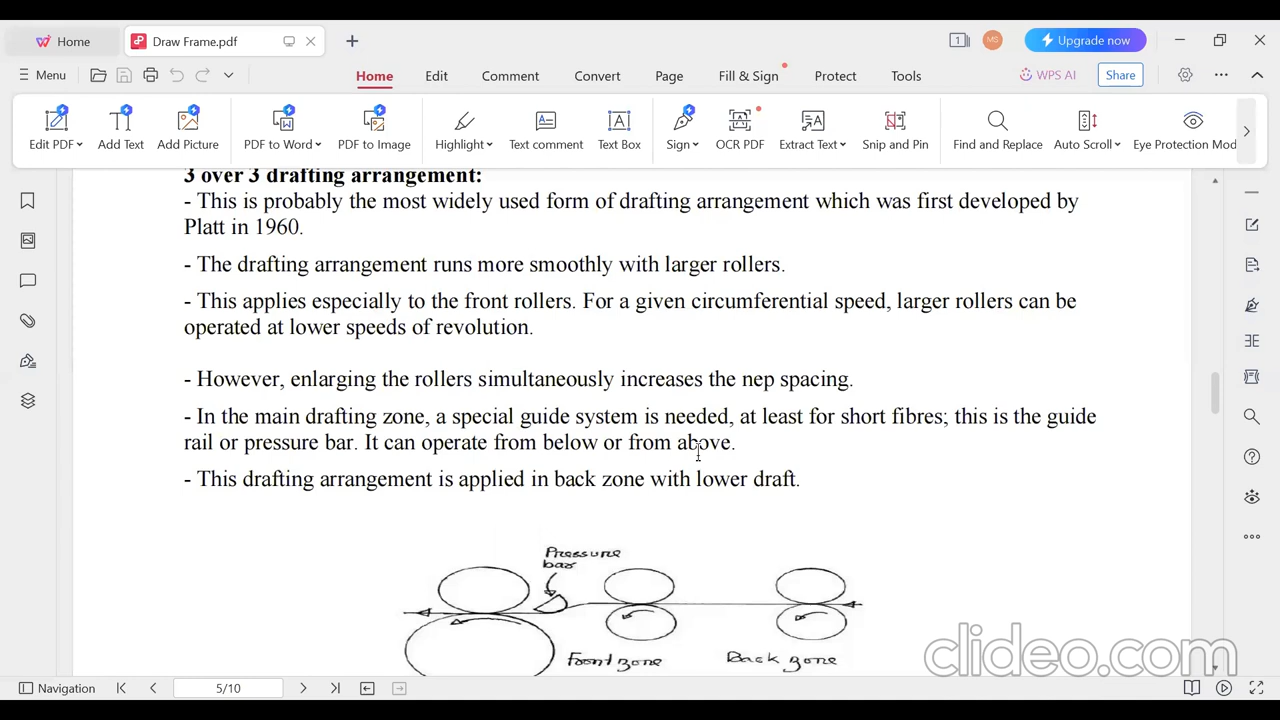 Home
Draw Frame.pdf
1
MS
Upgrade now
Menu
Home
Edit
Comment
Convert
Page
Fill & Sign
Protect
Tools
WPS AI
Share
Edit PDF
Add Text
Add Picture
PDF to Word
PDF to Image
Highlight
Text comment
Text Box
Sign
OCR PDF
Extract Text
Snip and Pin
Find and Replace
Auto Scroll
Eye Protection Mod
3 over 3 drafting arrangement:
- This is probably the most widely used form of drafting arrangement which was first developed by
Platt in 1960.
- The drafting arrangement runs more smoothly with larger rollers.
- This applies especially to the front rollers. For a given circumferential speed, larger rollers can be
operated at lower speeds of revolution.
- However, enlarging the rollers simultaneously increases the nep spacing.
- In the main drafting zone, a special guide system is needed, at least for short fibres; this is the guide
rail or pressure bar. It can operate from below or from above.
- This drafting arrangement is applied in back zone with lower draft.
Pressure
bar
Front zone
Back zone
clideo.com
Navigation
5/10